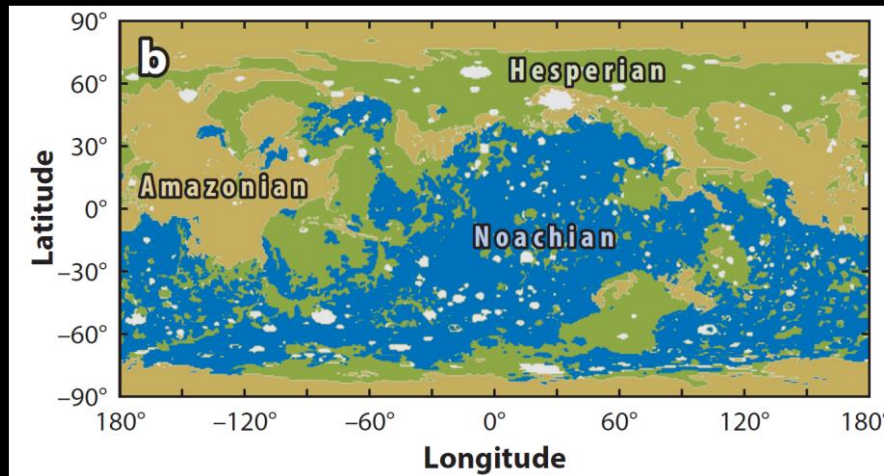 90°
b
Hesperian
60°
30°
Amazonian
Latitude
0°
Noachian
–30°
–60°
–90°
180° –120° –60° 0° 60° 120° 180°
Longitude